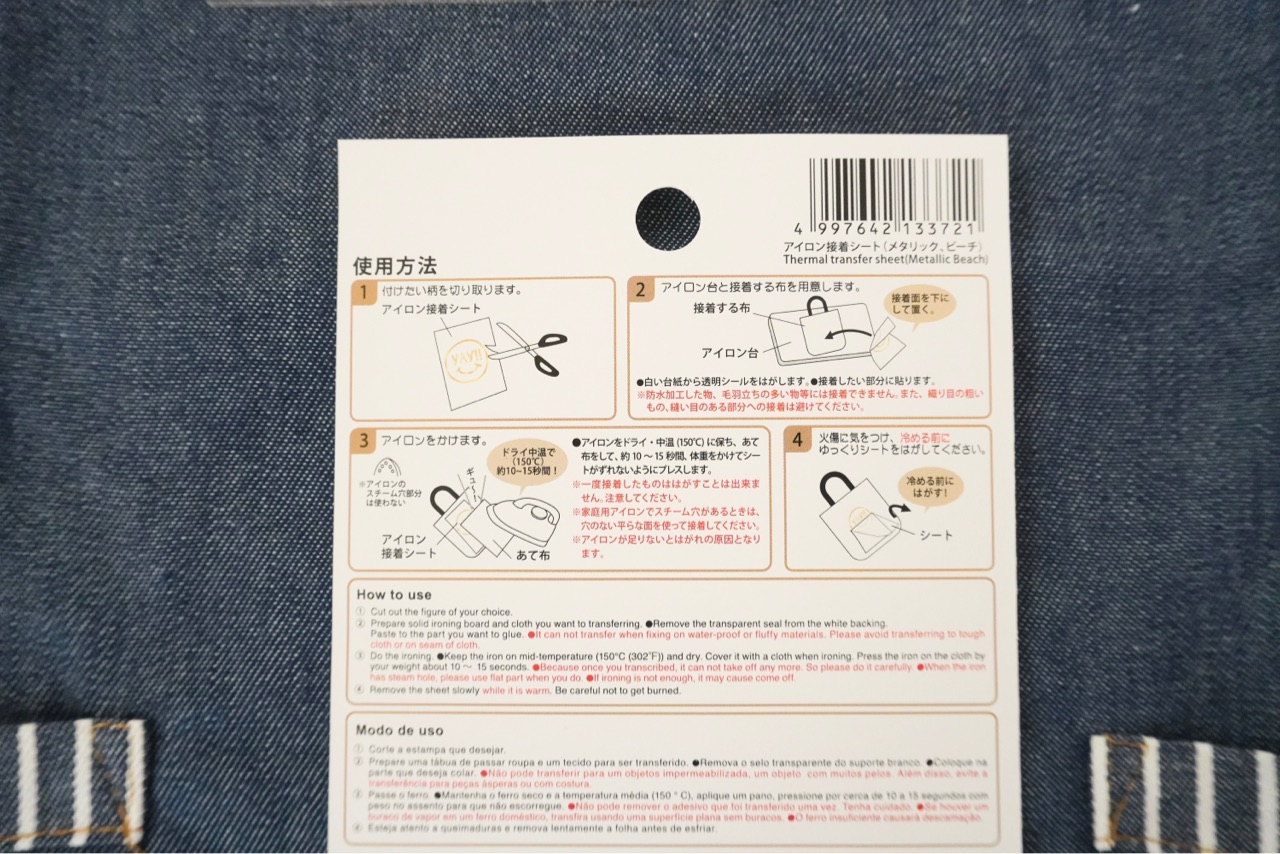 4 997642 133721
アイロン接着シート(メタリック、ビーチ)
Thermal transfer sheet(Metallic Beach)
使用方法
1 付けたい柄を切り取ります。
アイロン接着シート
YAY!!
2 アイロン台と接着する布を用意します。
接着する布
接着面を下に
して置く。
アイロン台
●白い台紙から透明シールをはがします。●接着したい部分に貼ります。
※防水加工した物、毛羽立ちの多い物等には接着できません。また、織り目の粗い
もの、縫い目のある部分への接着は避けてください。
3 アイロンをかけます。
ドライ中温で
(150℃)
約10~15秒間!
ギュ〜ッ
※アイロンの
スチーム穴部分
は使わない
アイロン
接着シート
あて布
●アイロンをドライ・中温(150℃)に保ち、あて
布をして、約10〜15秒間、体重をかけてシー
トがずれないようにプレスします。
※一度接着したものははがすことは出来ま
せん。注意してください。
※家庭用アイロンでスチーム穴があるときは、
穴のない平らな面を使って接着してください。
※アイロンが足りないとはがれの原因となり
ます。
4 火傷に気をつけ、冷める前に
ゆっくりシートをはがしてください。
冷める前に
はがす!
シート
How to use
① Cut out the figure of your choice.
② Prepare solid ironing board and cloth you want to transferring. ●Remove the transparent seal from the white backing.
Paste to the part you want to glue. ●It can not transfer when fixing on water-proof or fluffy materials. Please avoid transferring to tough
cloth or on seam of cloth.
③ Do the ironing. ●Keep the iron on mid-temperature (150°C (302℉)) and dry. Cover it with a cloth when ironing. Press the iron on the cloth by
your weight about 10 〜 15 seconds. ●Because once you transcribed, it can not take off any more. So please do it carefully. ●When the iron
has steam hole, please use flat part when you do. ●If ironing is not enough, it may cause come off.
④ Remove the sheet slowly while it is warm. Be careful not to get burned.
Modo de uso
① Corte a estampa que desejar.
② Prepare uma tábua de passar roupa e um tecido para ser transferido. ●Remova o selo transparente do suporte branco. ●Coloque na
parte que deseja colar. ●Não pode transferir para um objetos impermeabilizada, um objeto com muitos pelos. Além disso, evite a
transferência para peças ásperas ou com costura.
③ Passe o ferro. ●Mantenha o ferro seco e a temperatura média (150 ° C), aplique um pano, pressione por cerca de 10 a 15 segundos com
peso no assento para que não escorregue. ●Não pode remover o adesivo que foi transferido uma vez. Tenha cuidado. ●Se houver um
buraco de vapor em um ferro doméstico, transfira usando uma superfície plana sem buracos. ●O ferro insuficiente causará descamação.
④ Esteja atento a queimaduras e remova lentamente a folha antes de esfriar.